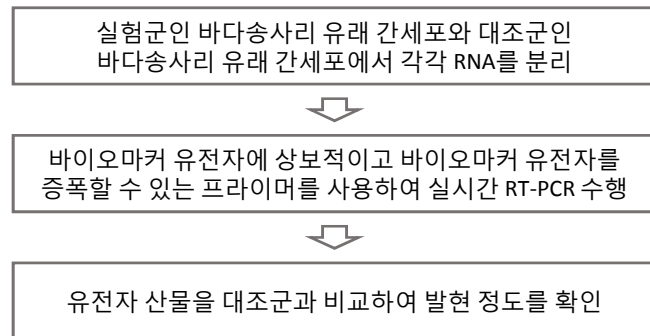 실험군인 바다송사리 유래 간세포와 대조군인
바다송사리 유래 간세포에서 각각 RNA를 분리
바이오마커 유전자에 상보적이고 바이오마커 유전자를
증폭할 수 있는 프라이머를 사용하여 실시간 RT-PCR 수행
유전자 산물을 대조군과 비교하여 발현 정도를 확인